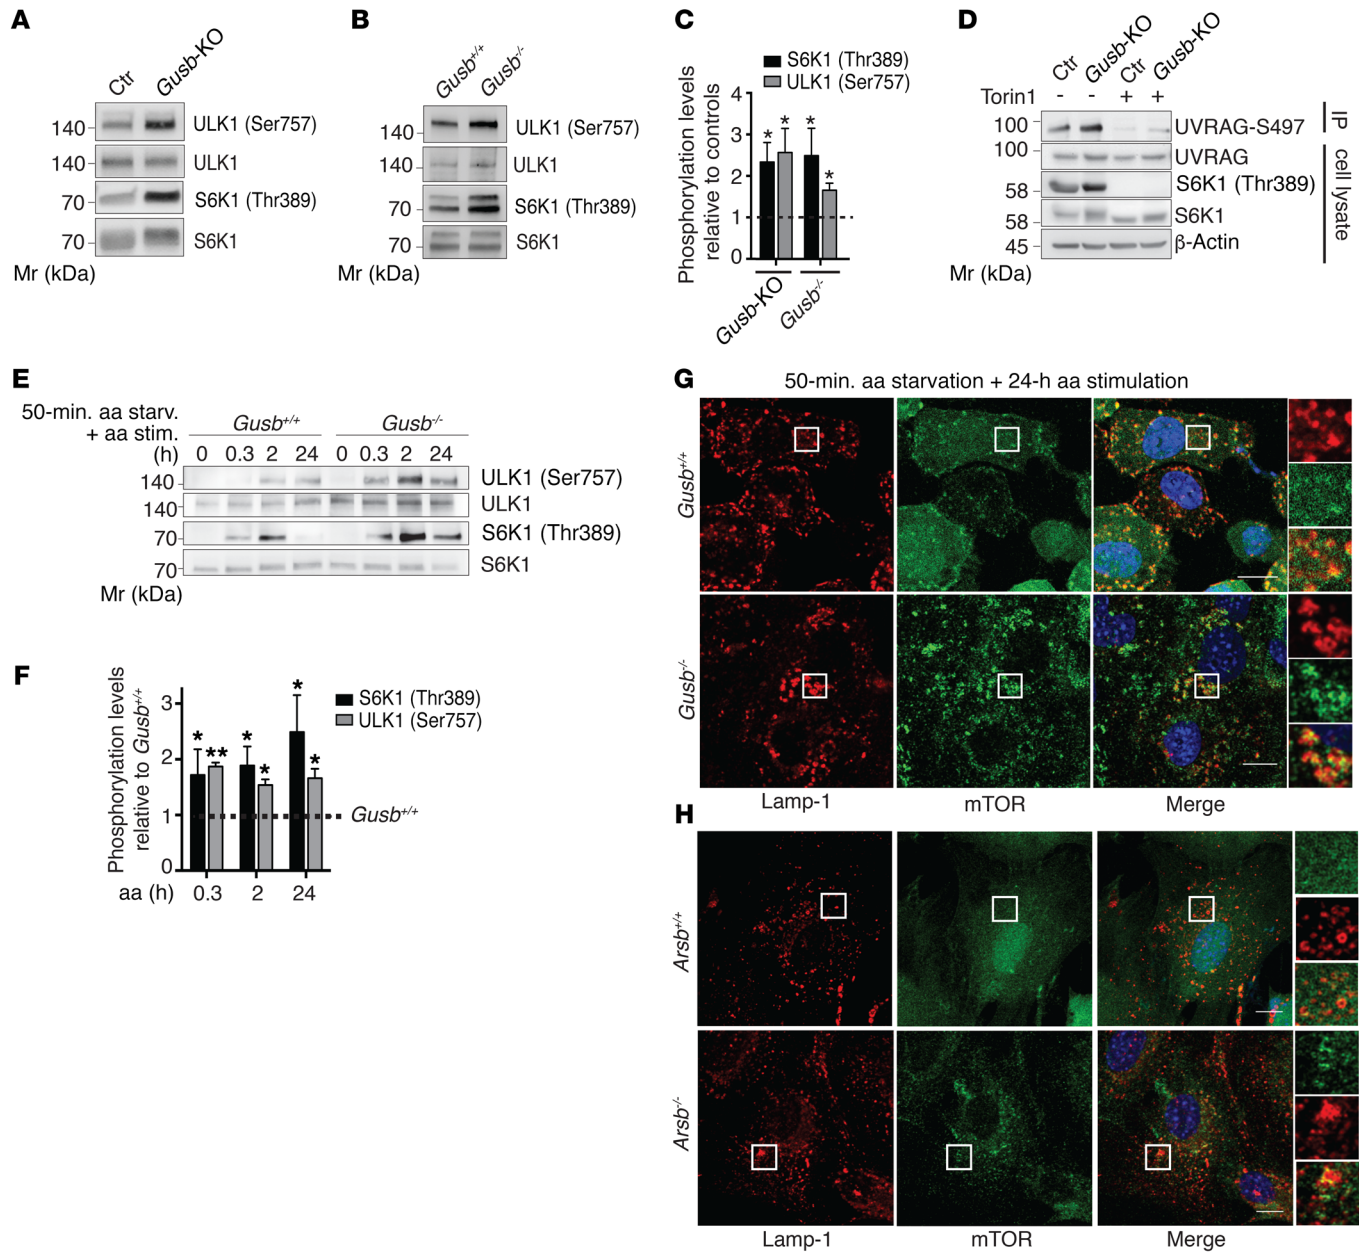 A
Ctr
Gusb-KO
140
ULK1 (Ser757)
140
ULK1
70
S6K1 (Thr389)
70
S6K1
Mr (kDa)
B
Gusb+/+
Gusb-/-
140
ULK1 (Ser757)
140
ULK1
70
S6K1 (Thr389)
70
S6K1
Mr (kDa)
C
S6K1 (Thr389)
ULK1 (Ser757)
Phosphorylation levels
relative to controls
4
3
2
1
0
* * * *
Gusb-KO
Gusb-/-
D
Ctr
Gusb-KO
Ctr
Gusb-KO
Torin1 - - + +
100
UVRAG-S497
100
UVRAG
S6K1 (Thr389)
58
58
S6K1
45
β-Actin
Mr (kDa)
IP
cell lysate
E
50-min. aa starv.
+ aa stim.
(h)
Gusb+/+ Gusb-/-
0 0.3 2 24 0 0.3 2 24
140
ULK1 (Ser757)
140
ULK1
70
S6K1 (Thr389)
70
S6K1
Mr (kDa)
F
Phosphorylation levels
relative to Gusb+/+
3
2
1
0
* ** * * * *
S6K1 (Thr389)
ULK1 (Ser757)
Gusb+/+
aa (h) 0.3 2 24
G
50-min. aa starvation + 24-h aa stimulation
Gusb+/+
Gusb-/-
Lamp-1 mTOR Merge
H
Arsb+/+
Arsb-/-
Lamp-1 mTOR Merge